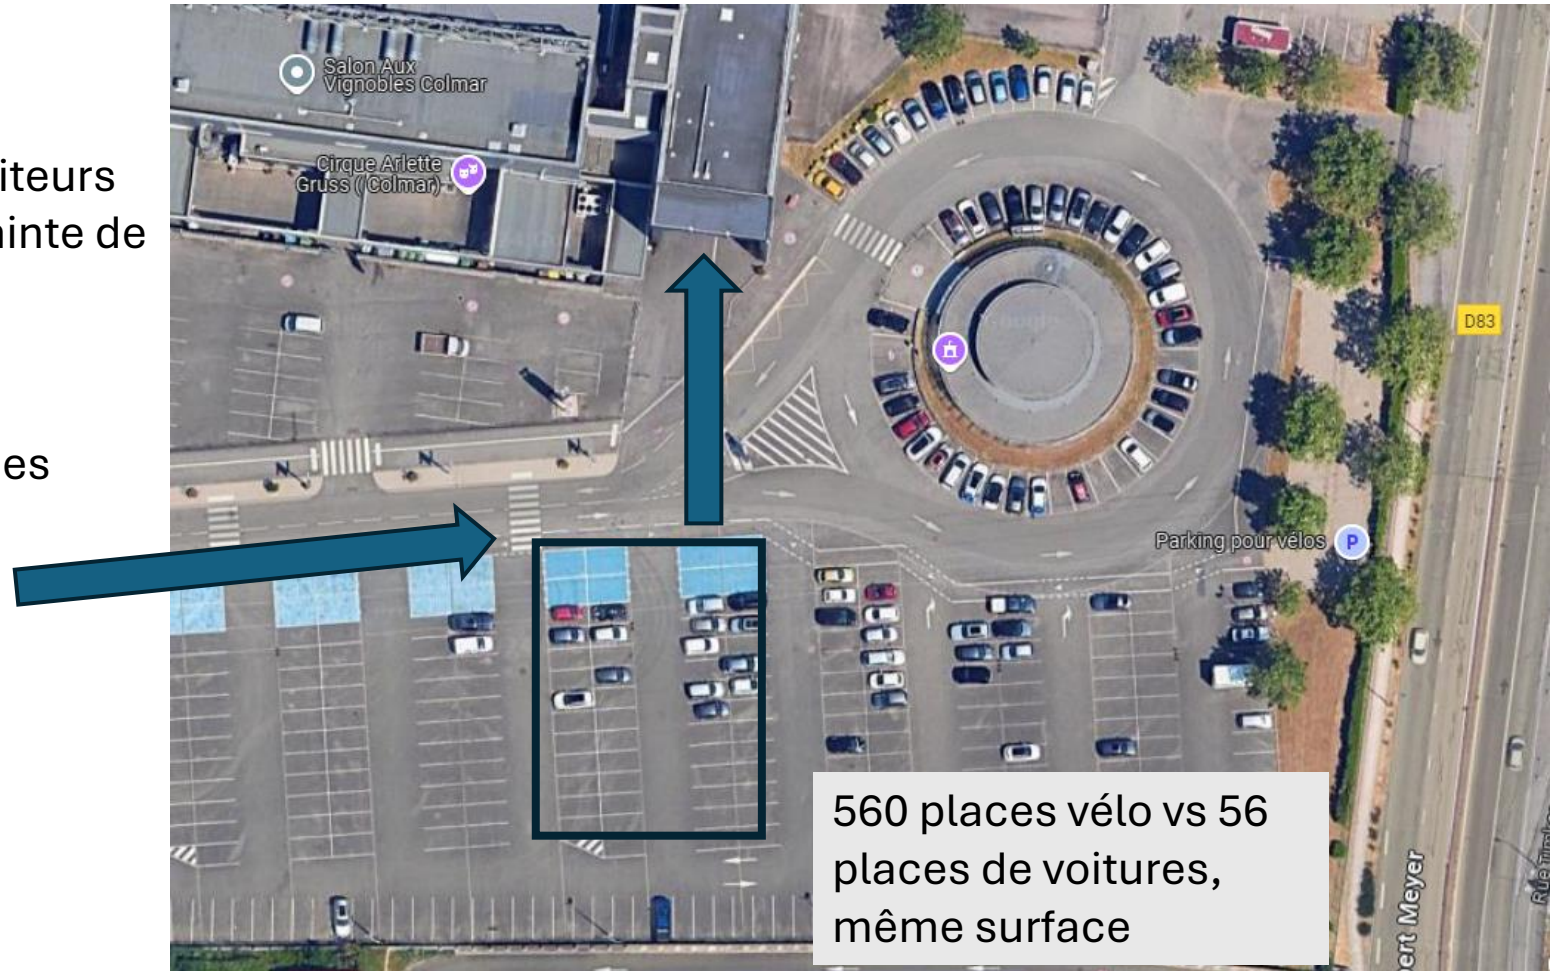 iteurs
inte de
es
Salon Aux
Vignobles Colmar
Cirque Arlette
Gruss (Colmar)
D83
Parking pour vélos
P
560 places vélo vs 56
places de voitures,
même surface
ert Meyer